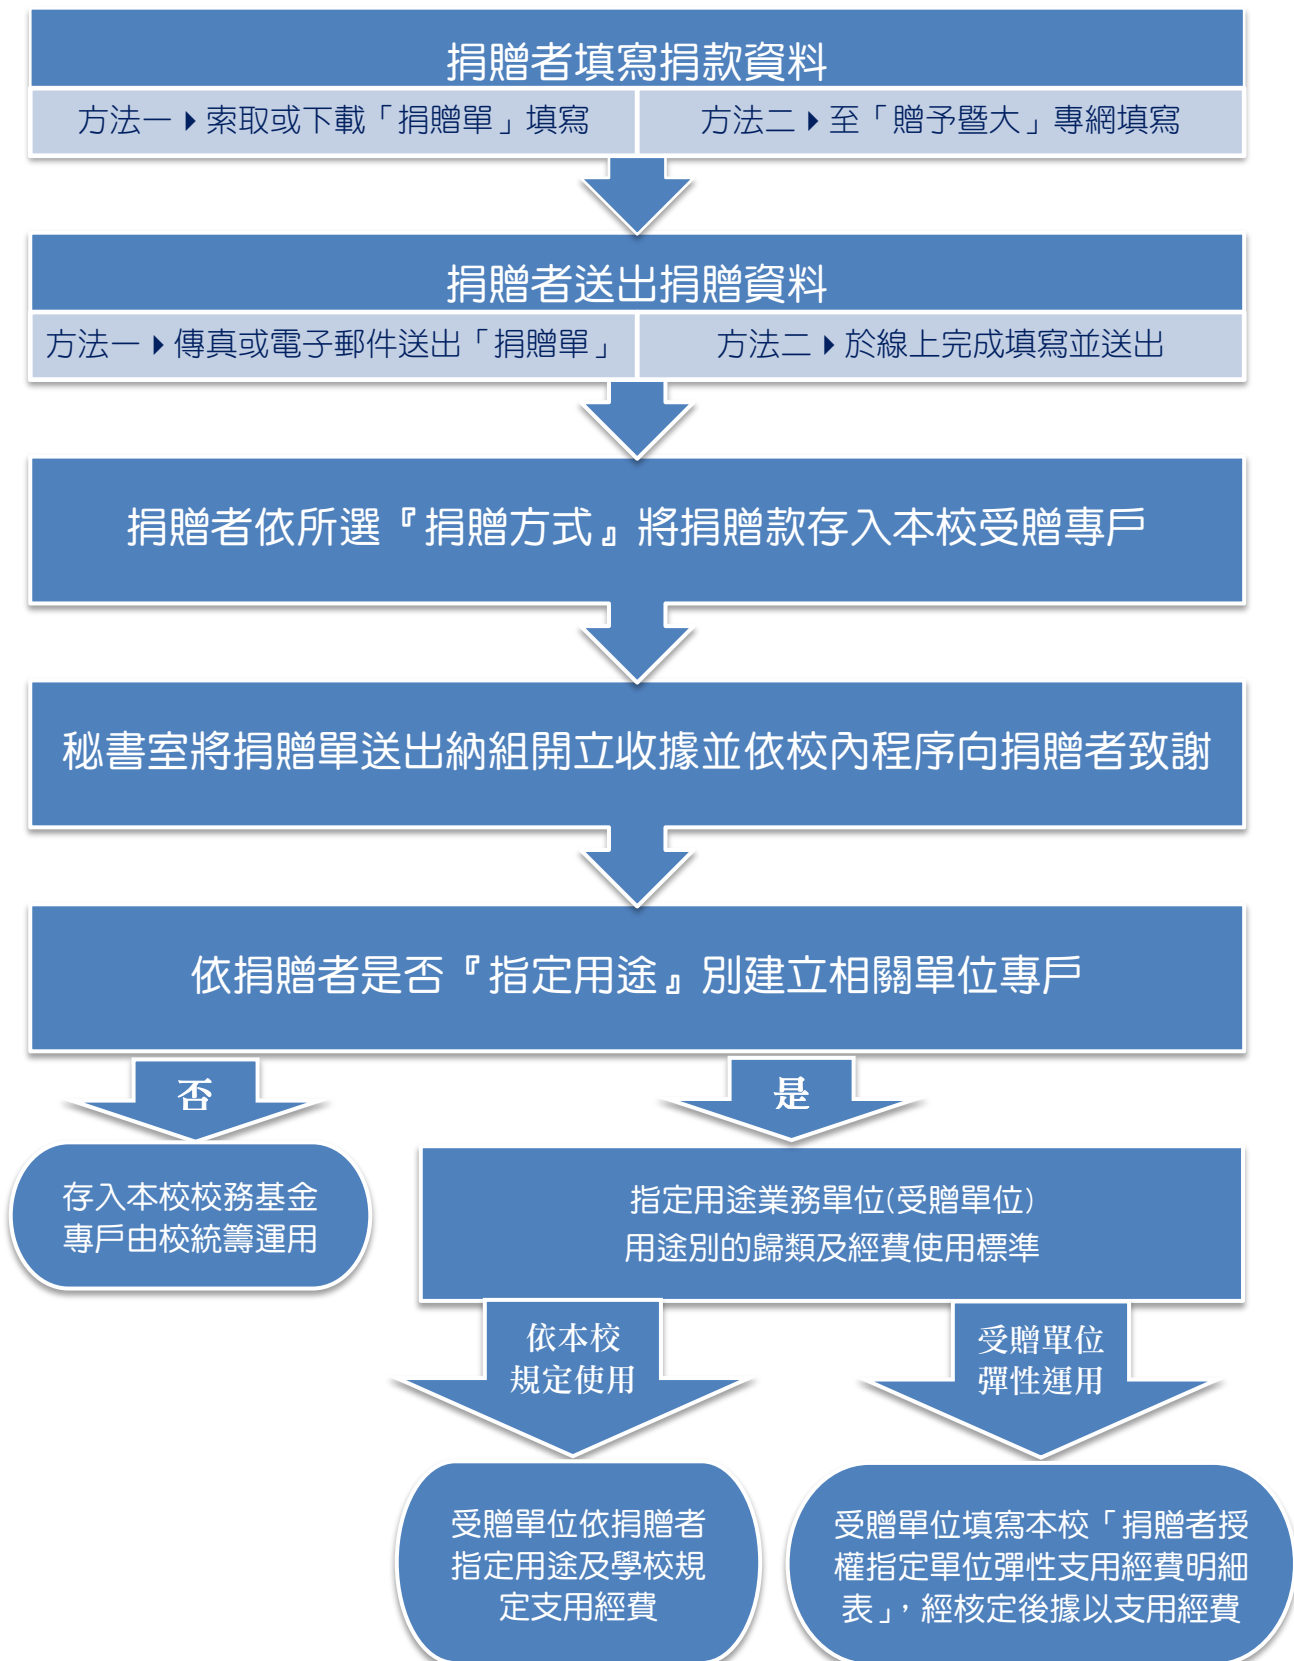 捐贈者填寫捐款資料
方法一▶索取或下載「捐贈單」填寫
方法二▶至「贈予暨大」專網填寫
捐贈者送出捐贈資料
方法一▶傳真或電子郵件送出「捐贈單」
方法二▶於線上完成填寫並送出
捐贈者依所選『捐贈方式』將捐贈款存入本校受贈專戶
秘書室將捐贈單送出納組開立收據並依校內程序向捐贈者致謝
依捐贈者是否『指定用途』別建立相關單位專戶
否
是
存入本校校務基金
專戶由校統籌運用
指定用途業務單位(受贈單位)
用途別的歸類及經費使用標準
依本校
規定使用
受贈單位
彈性運用
受贈單位依捐贈者
指定用途及學校規
定支用經費
受贈單位填寫本校「捐贈者授
權指定單位彈性支用經費明細
表」，經核定後據以支用經費